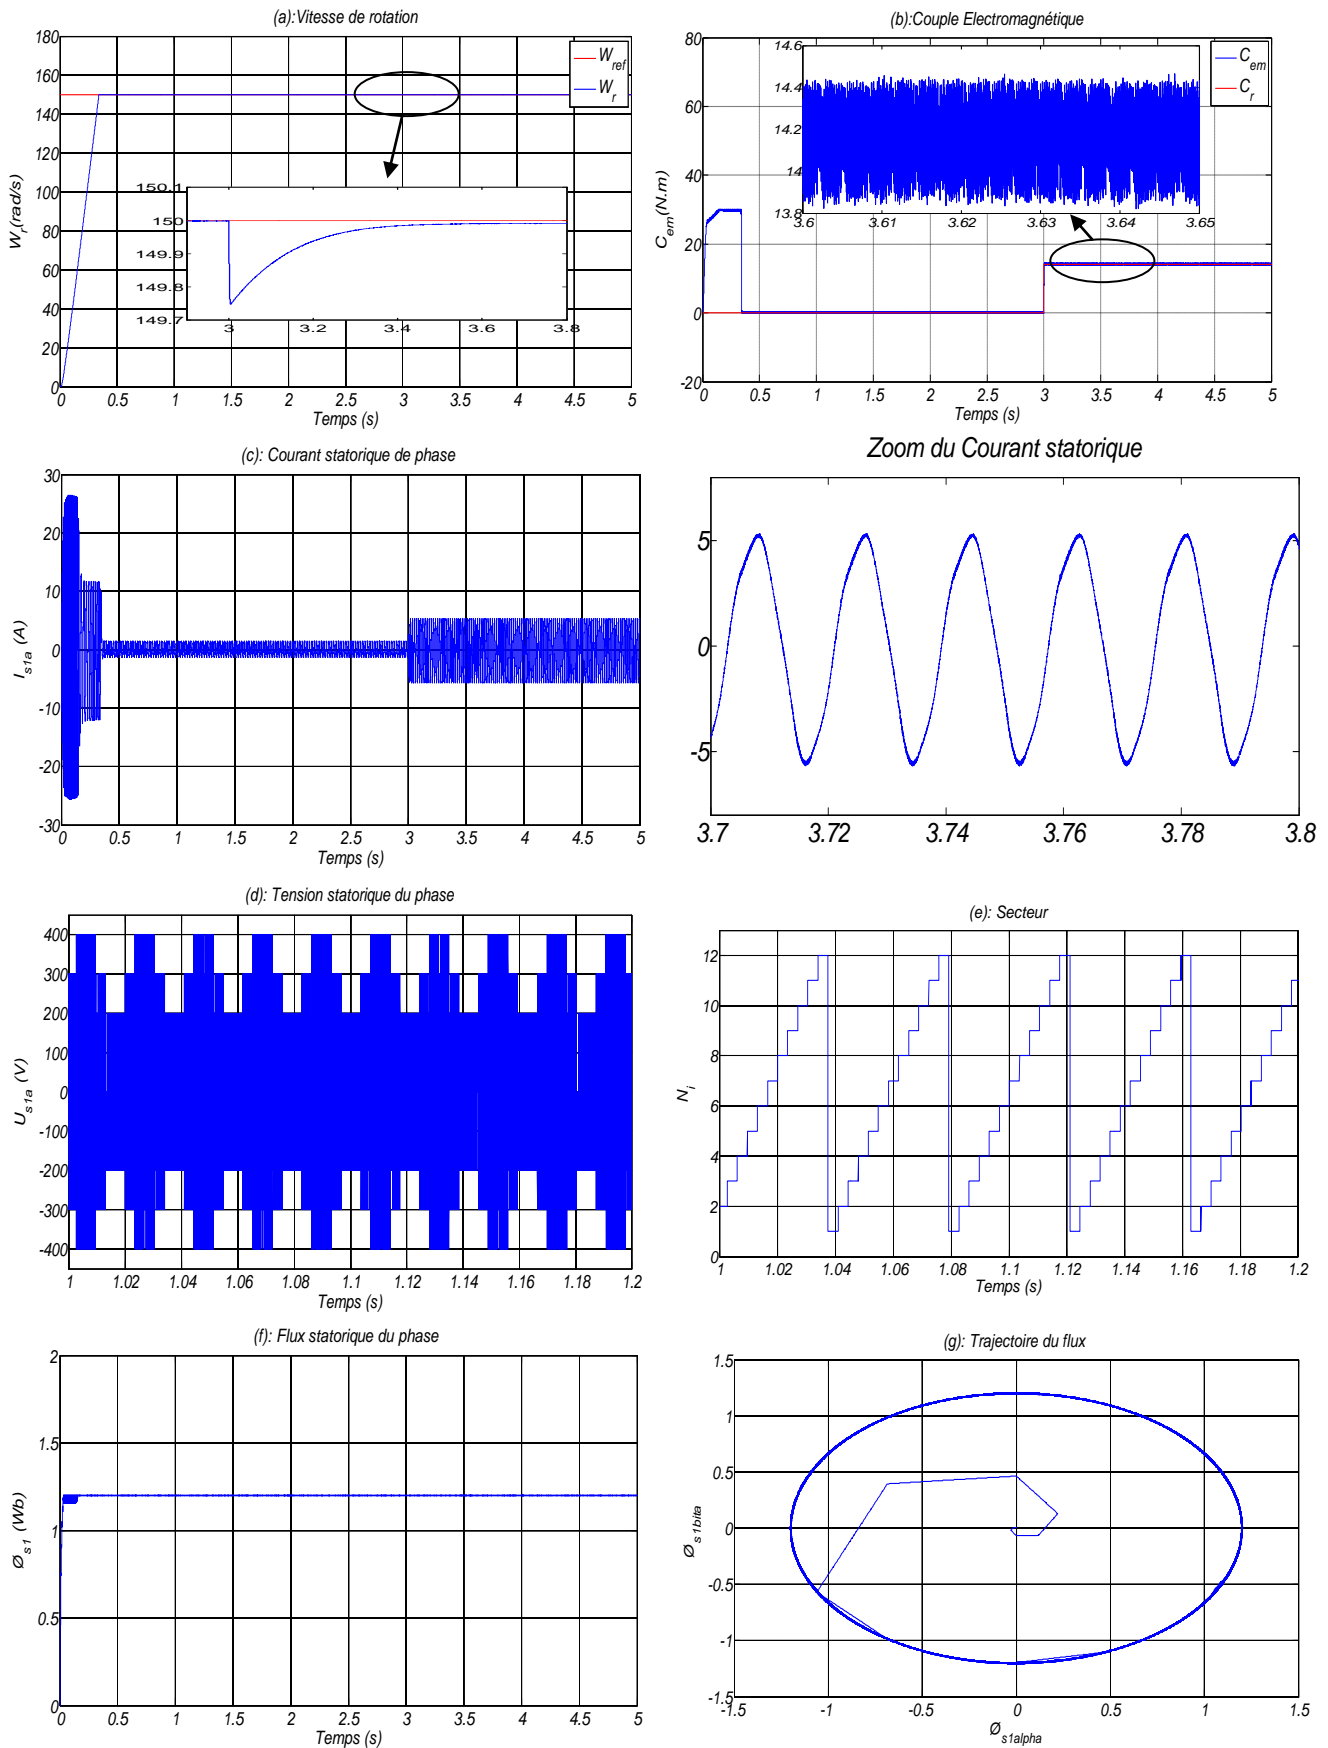 (a):Vitesse de rotation
180
160
140
120
100
80
60
40
20
0
W_r(rad/s)
W_ref
W_r
150.1
150
149.9
149.8
149.7
3
3.2
3.4
3.6
3.8
0 0.5 1 1.5 2 2.5 3 3.5 4 4.5 5
Temps (s)
(b):Couple Electromagnétique
80
60
40
20
0
-20
C_em(N.m)
C_em
C_r
14.6
14.4
14.2
14
13.8
3.6 3.61 3.62 3.63 3.64 3.65
0 0.5 1 1.5 2 2.5 3 3.5 4 4.5 5
Temps (s)
(c): Courant statorique de phase
30
20
10
0
-10
-20
-30
I_s1a (A)
0 0.5 1 1.5 2 2.5 3 3.5 4 4.5 5
Temps (s)
Zoom du Courant statorique
5
0
-5
3.7 3.72 3.74 3.76 3.78 3.8
(d): Tension statorique du phase
400
300
200
100
0
-100
-200
-300
-400
U_s1a (V)
1 1.02 1.04 1.06 1.08 1.1 1.12 1.14 1.16 1.18 1.2
Temps (s)
(e): Secteur
12
10
8
6
4
2
0
N_i
1 1.02 1.04 1.06 1.08 1.1 1.12 1.14 1.16 1.18 1.2
Temps (s)
(f): Flux statorique du phase
2
1.5
1
0.5
0
Ø_s1 (Wb)
0 0.5 1 1.5 2 2.5 3 3.5 4 4.5 5
Temps (s)
(g): Trajectoire du flux
1.5
1
0.5
0
-0.5
-1
-1.5
Ø_s1bita
-1.5 -1 -0.5 0 0.5 1 1.5
Ø_s1alpha